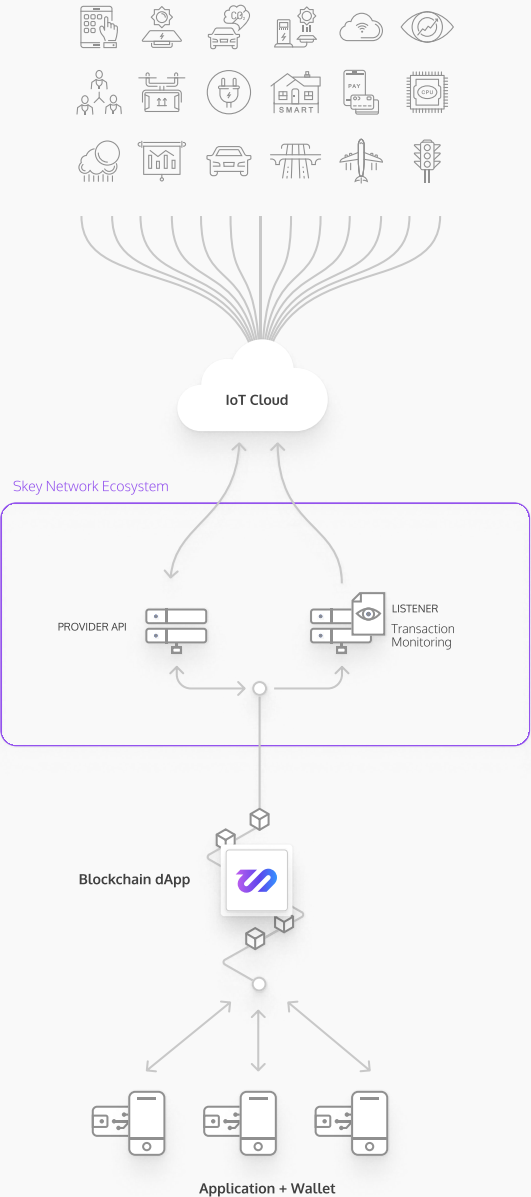 CO₂
PAY
CPU
SMART
IoT Cloud
Skey Network Ecosystem
PROVIDER API
LISTENER
Transaction
Monitoring
Blockchain dApp
Application + Wallet